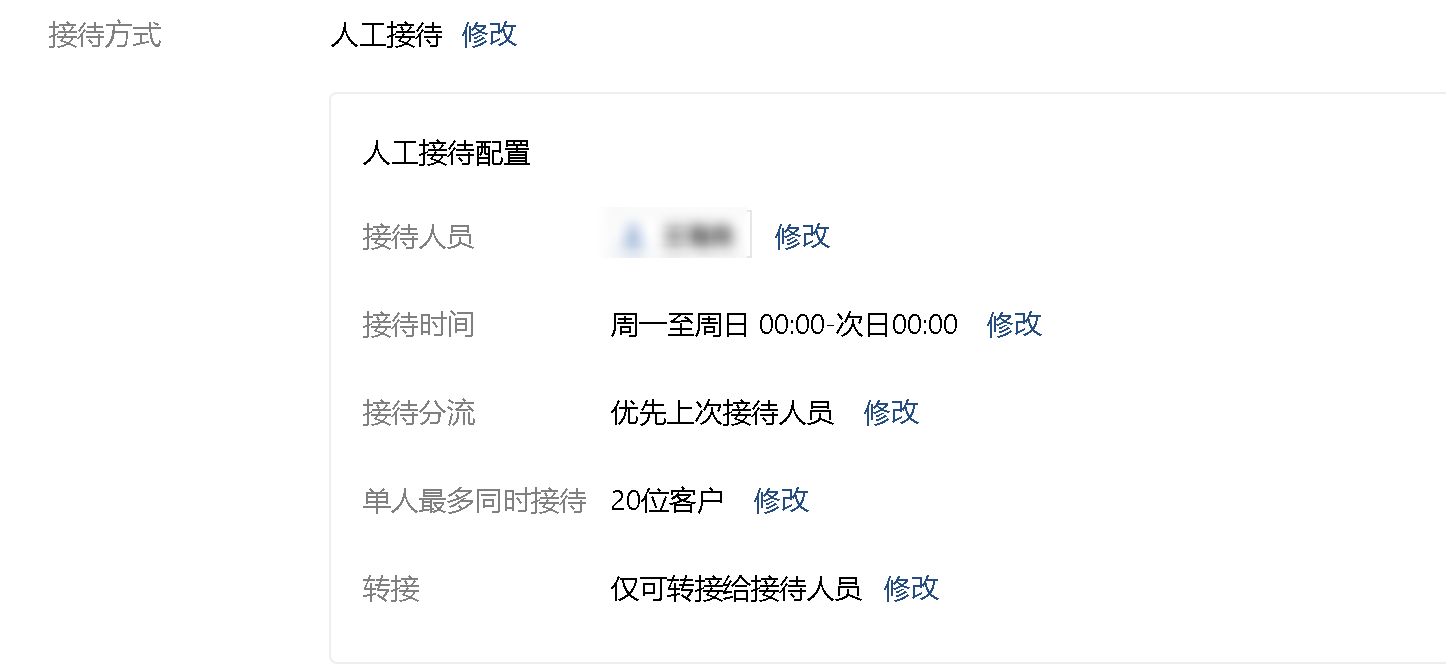 接待方式 人工接待 修改
人工接待配置
接待人员 修改
接待时间 周一至周日 00:00-次日00:00 修改
接待分流 优先上次接待人员 修改
单人最多同时接待 20位客户 修改
转接 仅可转接给接待人员 修改